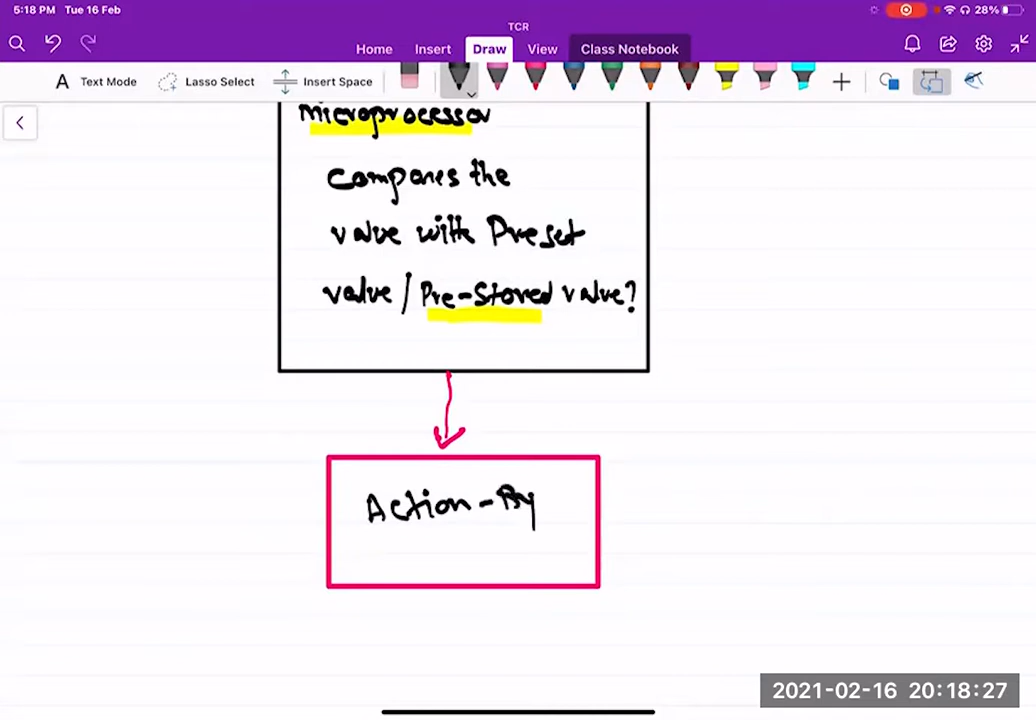 5:18 PM Tue 16 Feb
28%
TCR
Home Insert Draw View Class Notebook
A Text Mode Lasso Select Insert Space
microprocessor
compares the
value with Preset
value / Pre-Stored value?
Action-By
2021-02-16 20:18:27